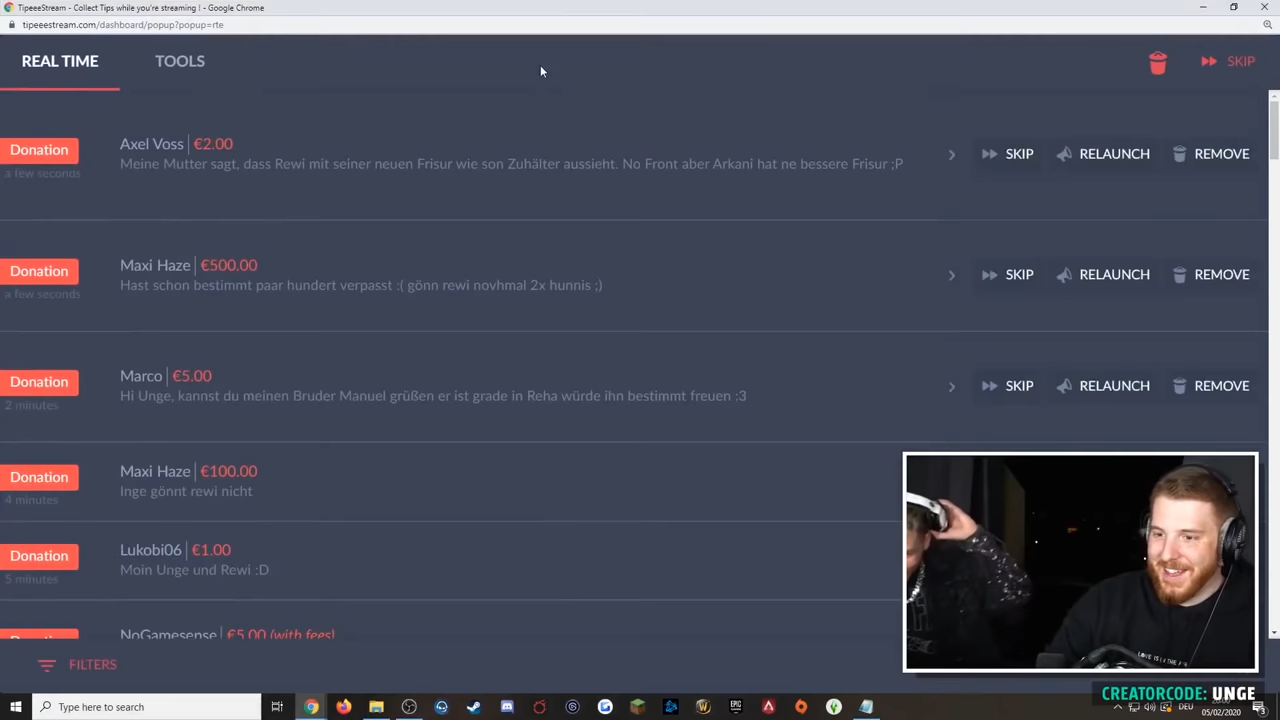 TipeeeStream - Collect Tips while you're streaming | - Google Chrome
tipeeestream.com/dashboard/popup?popup=rte
REAL TIME TOOLS SKIP
Axel Voss €2.00
Donation
Meine Mutter sagt, dass Rewi mit seiner neuen Frisur wie son Zuhälter aussieht. No Front aber Arkani hat ne bessere Frisur ;P
a few seconds
SKIP RELAUNCH REMOVE
Maxi Haze €500.00
Donation
Hast schon bestimmt paar hundert verpasst :( gönn rewi novhmal 2x hunnis ;)
a few seconds
SKIP RELAUNCH REMOVE
Marco €5.00
Donation
Hi Unge, kannst du meinen Bruder Manuel grüßen er ist grade in Reha würde ihn bestimmt freuen :3
2 minutes
SKIP RELAUNCH REMOVE
Maxi Haze €100.00
Donation
Inge gönnt rewi nicht
4 minutes
Lukobi06 €1.00
Donation
Moin Unge und Rewi :D
5 minutes
NoGamesense €5.00 (with fees)
Donation
FILTERS
CREATORCODE: UNGE
Type here to search
DEU
05/02/2020